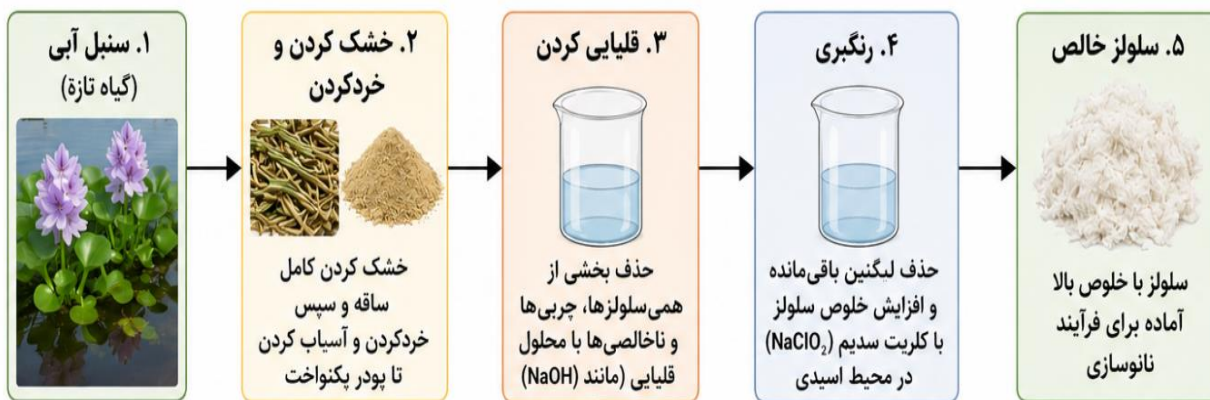 ۱. سنبل آبی
(گیاه تازة)
۲. خشک کردن و
خردکردن
خشک کردن کامل
ساقه و سپس
خردکردن و آسیاب کردن
تا پودر یکنواخت
۳. قلیایی کردن
حذف بخشی از
همی‌سلولزها، چربی‌ها
و ناخالصی‌ها با محلول
قلیایی (مانند NaOH)
۴. رنگبری
حذف لیگنین باقی‌مانده
و افزایش خلوص سلولز
با کلریت سدیم (NaClO₂)
در محیط اسیدی
۵. سلولز خالص
سلولز با خلوص بالا
آماده برای فرآیند
نانوسازی